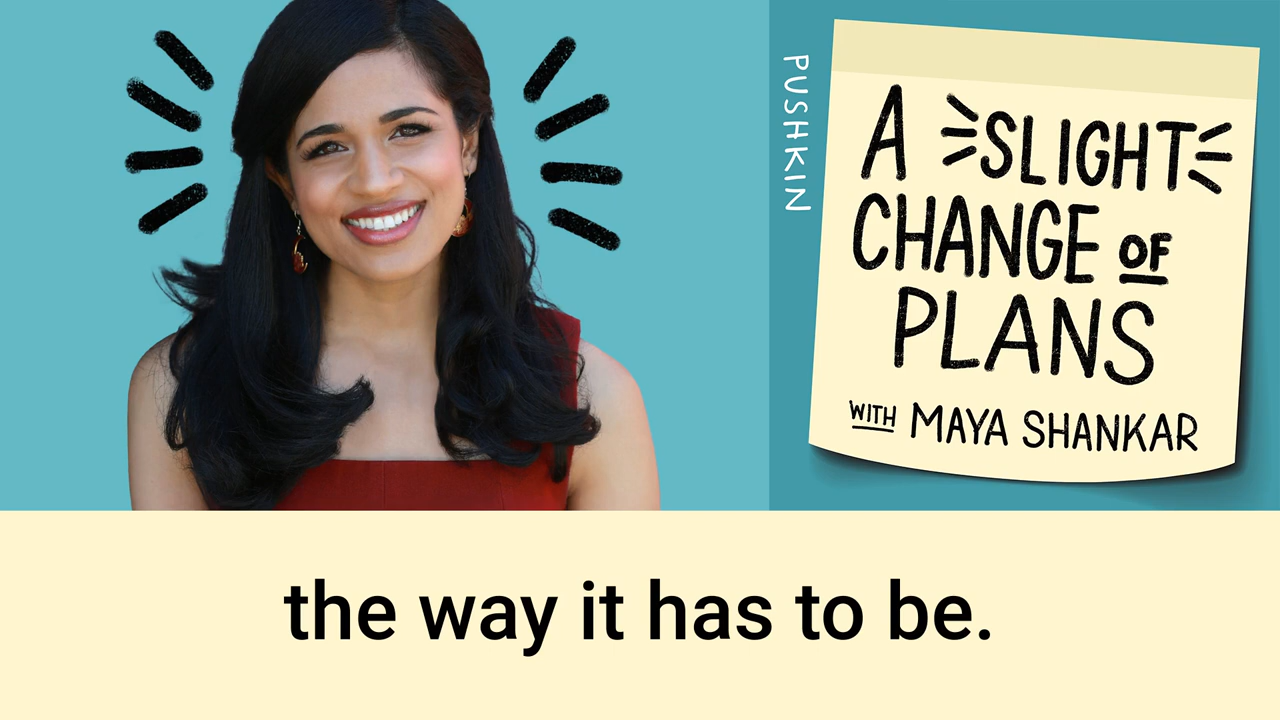 PUSHKIN
A SLIGHT
CHANGE OF
PLANS
WITH MAYA SHANKAR
the way it has to be.